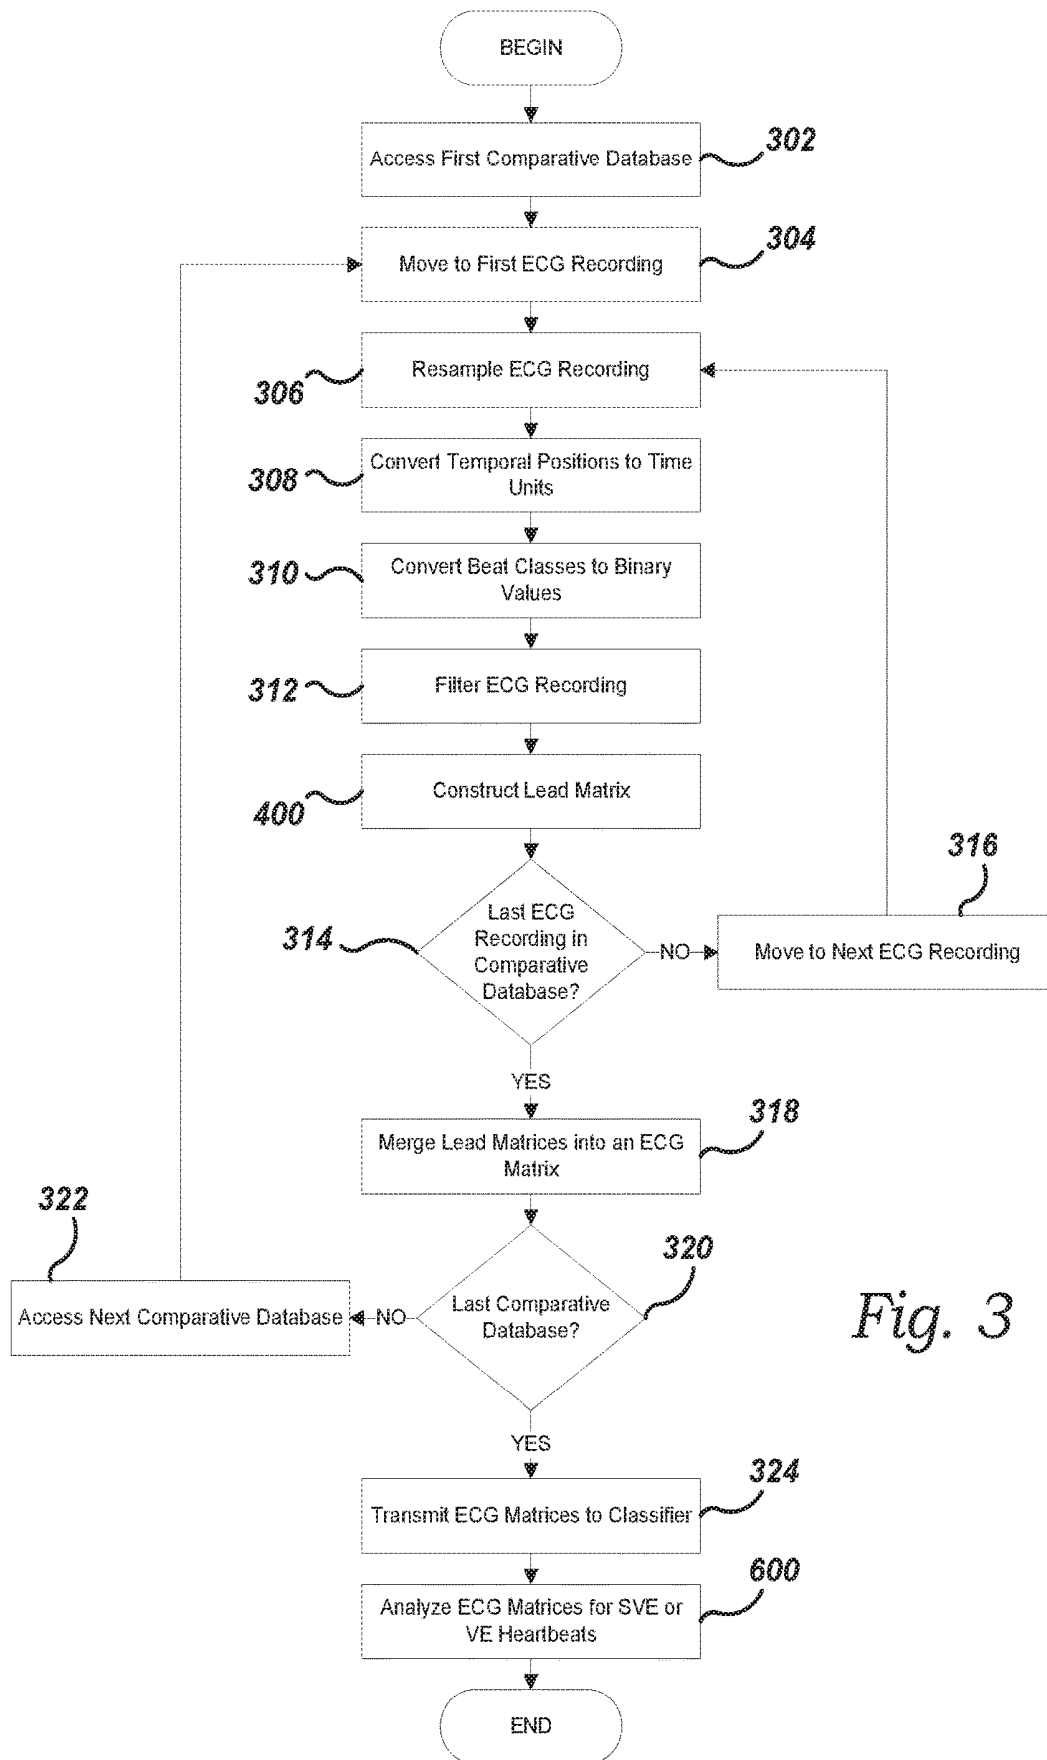 BEGIN
Access First Comparative Database
302
Move to First ECG Recording
304
Resample ECG Recording
306
Convert Temporal Positions to Time
Units
308
Convert Beat Classes to Binary
Values
310
Filter ECG Recording
312
Construct Lead Matrix
400
Last ECG
Recording in
Comparative
Database?
314
NO
Move to Next ECG Recording
316
YES
Merge Lead Matrices into an ECG
Matrix
318
Last Comparative
Database?
320
NO
Access Next Comparative Database
322
Fig. 3
YES
Transmit ECG Matrices to Classifier
324
Analyze ECG Matrices for SVE or
VE Heartbeats
600
END